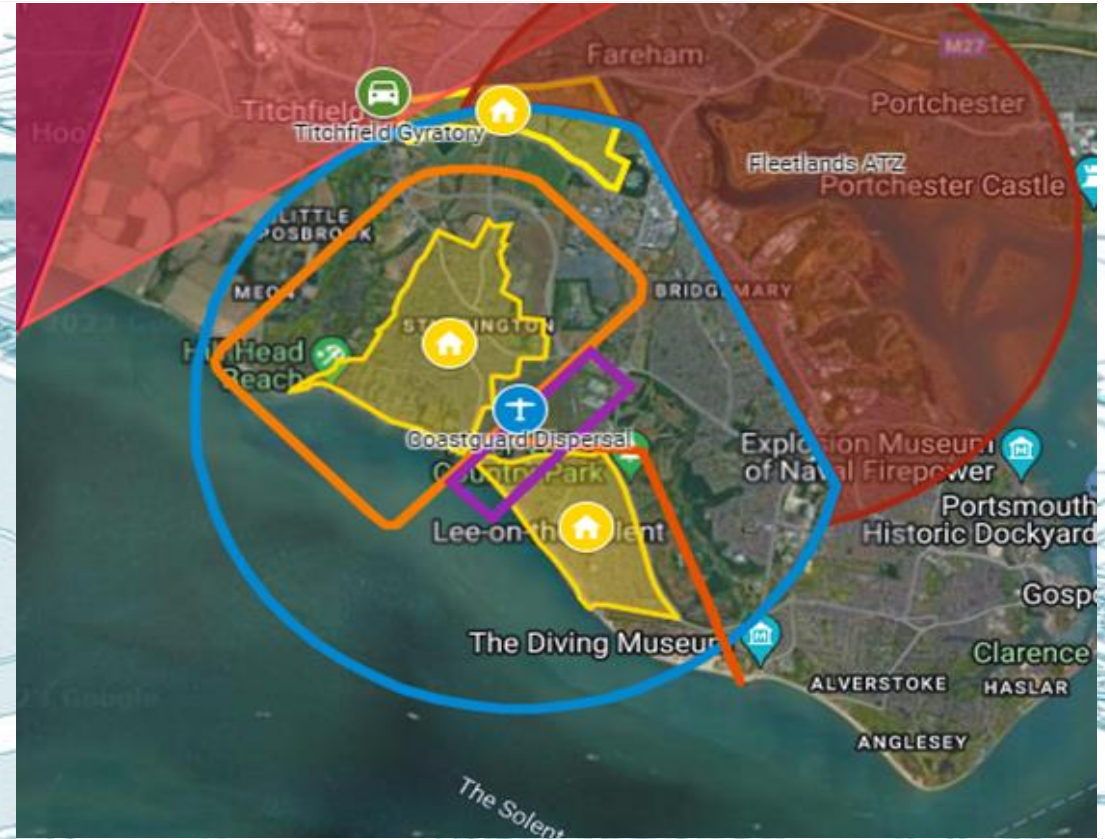 Fareham
M27
Titchfield
Portchester
Titchfield Gyratory
Hook
Fleetlands ATZ
Portchester Castle
LITTLE
POSBROOK
MEON
BRIDGEMARY
STUBBINGTON
Hill Head
Beach
Coastguard Dispersal
Country Park
Explosion Museum
of Naval Firepower
Portsmouth
Historic Dockyard
Lee-on-the-Solent
Gospo
The Diving Museum
Clarence
ALVERSTOKE
HASLAR
ANGLESEY
The Solent